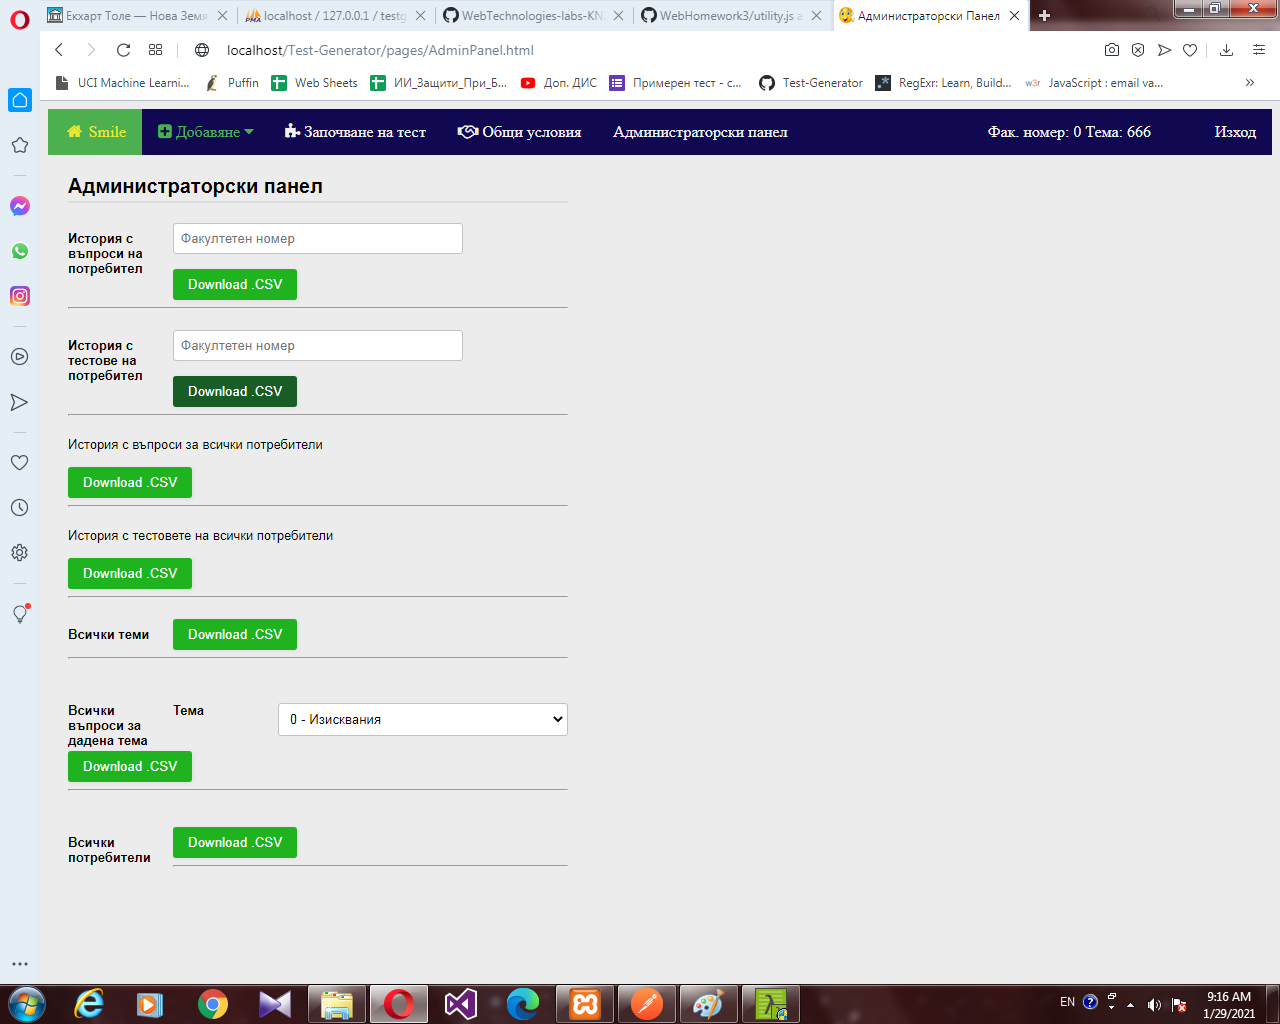 Екхарт Толе — Нова Земя
localhost / 127.0.0.1 / testg
WebTechnologies-labs-KN
WebHomework3/utility.js a
Администраторски Панел
localhost/Test-Generator/pages/AdminPanel.html
UCI Machine Learni...
Puffin
Web Sheets
ИИ_Защити_При_Б...
Доп. ДИС
Примерен тест - с...
Test-Generator
RegExr: Learn, Build...
w3r JavaScript : email va...
Smile
Добавяне
Започване на тест
Общи условия
Администраторски панел
Фак. номер: 0 Тема: 666
Изход
Администраторски панел
История с
въпроси на
потребител
Факултетен номер
Download .CSV
История с
тестове на
потребител
Факултетен номер
Download .CSV
История с въпроси за всички потребители
Download .CSV
История с тестовете на всички потребители
Download .CSV
Всички теми
Download .CSV
Всички
въпроси за
дадена тема
Тема
0 - Изисквания
Download .CSV
Всички
потребители
Download .CSV
EN
9:16 AM
1/29/2021